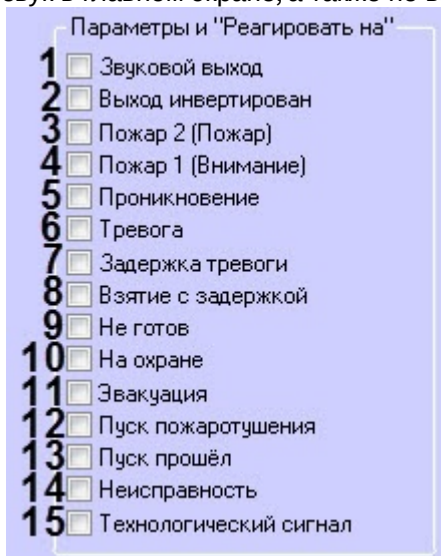 Параметры и "Реагировать на"
1 Звуковой выход
2 Выход инвертирован
3 Пожар 2 (Пожар)
4 Пожар 1 (Внимание)
5 Проникновение
6 Тревога
7 Задержка тревоги
8 Взятие с задержкой
9 Не готов
10 На охране
11 Эвакуация
12 Пуск пожаротушения
13 Пуск прошёл
14 Неисправность
15 Технологический сигнал